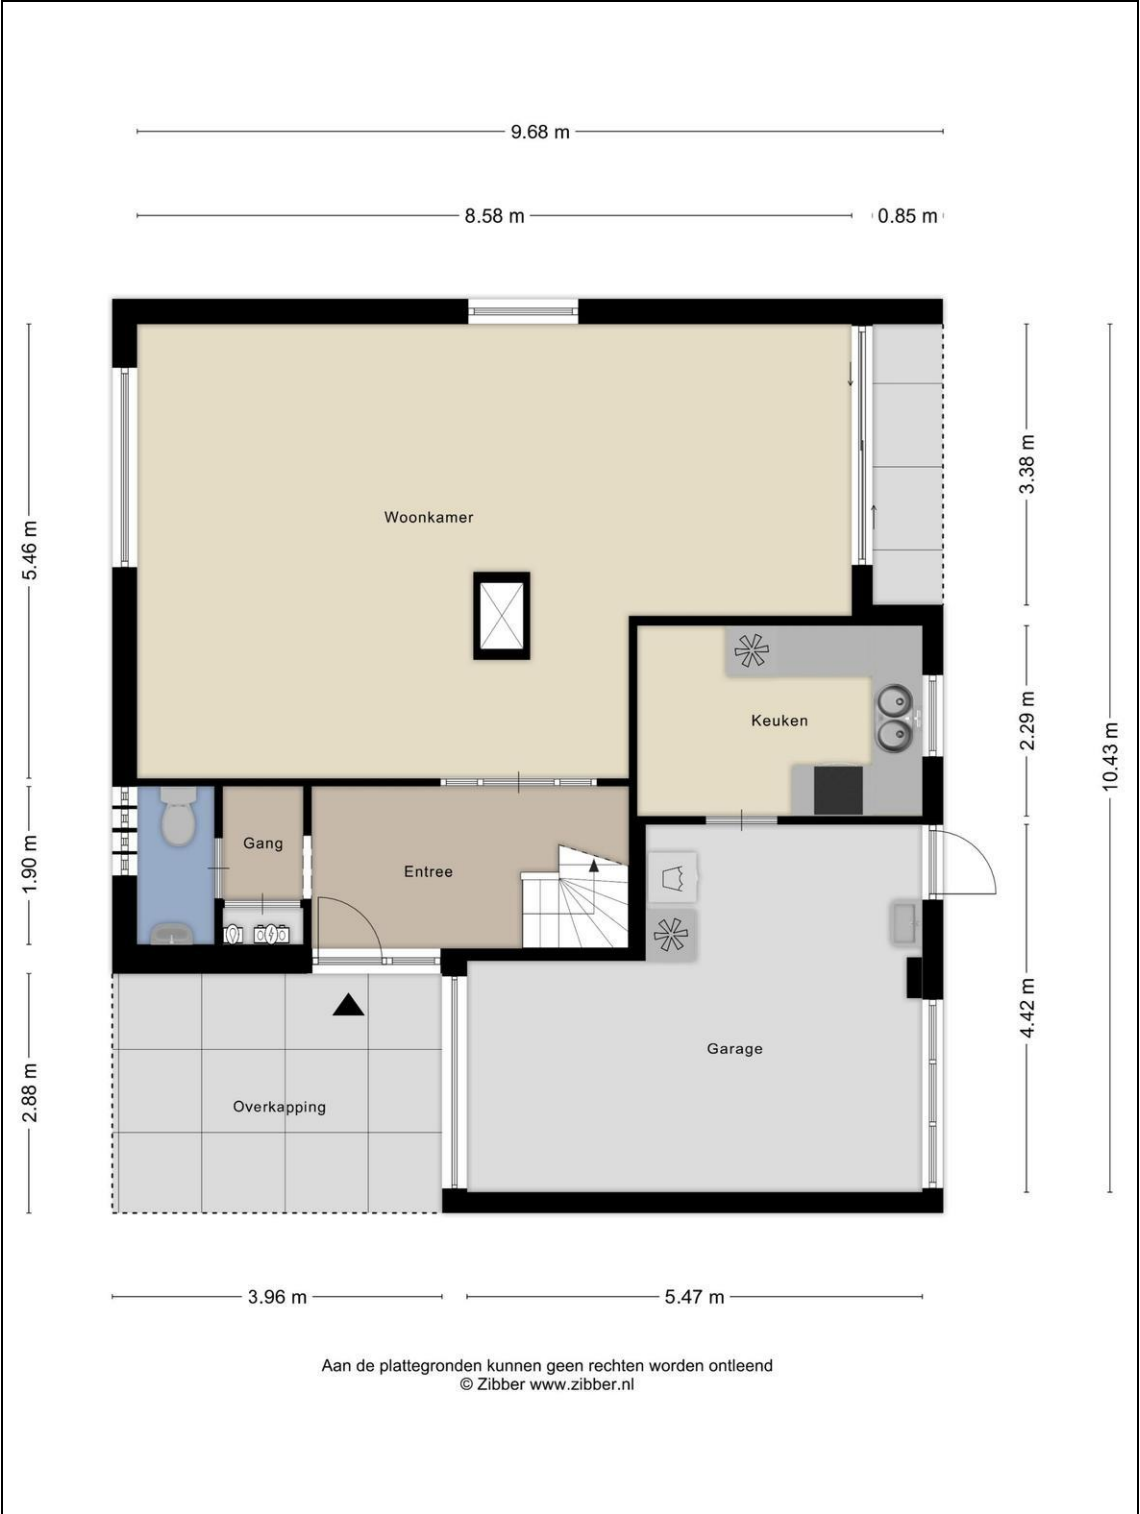 9.68 m
8.58 m
0.85 m
5.46 m
3.38 m
Woonkamer
2.29 m
Keuken
10.43 m
1.90 m
Gang
Entree
4.42 m
Garage
2.88 m
Overkapping
3.96 m
5.47 m
Aan de plattegronden kunnen geen rechten worden ontleend
© Zibber www.zibber.nl